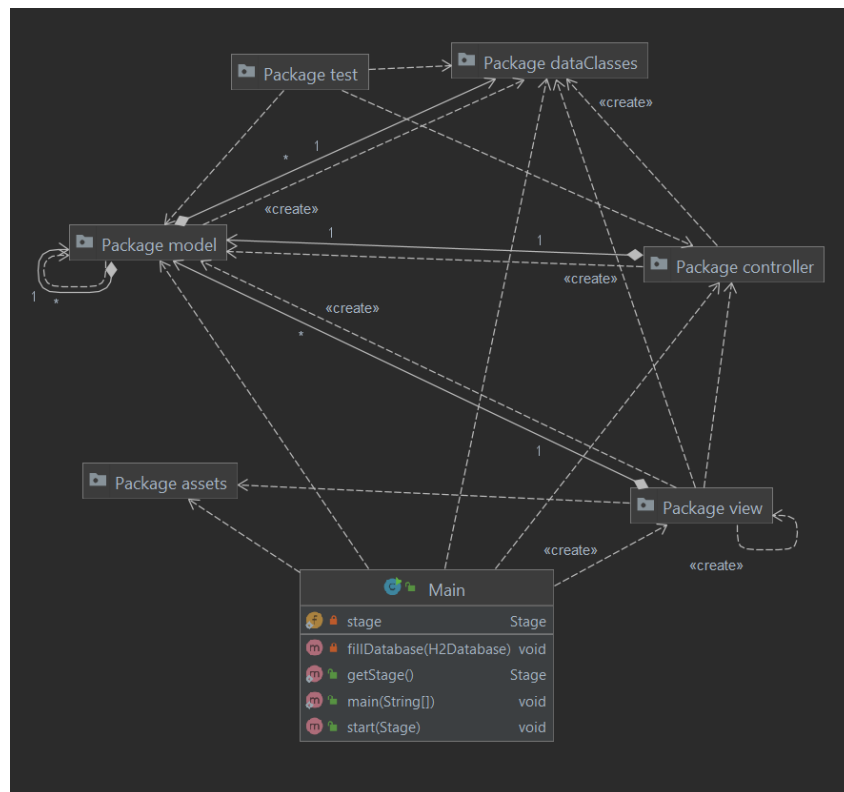 Package test
Package dataClasses
«create»
1
*
«create»
Package model
1
1
Package controller
«create»
1
*
«create»
*
1
Package assets
Package view
«create»
«create»
Main
stage Stage
fillDatabase(H2Database) void
getStage() Stage
main(String[]) void
start(Stage) void